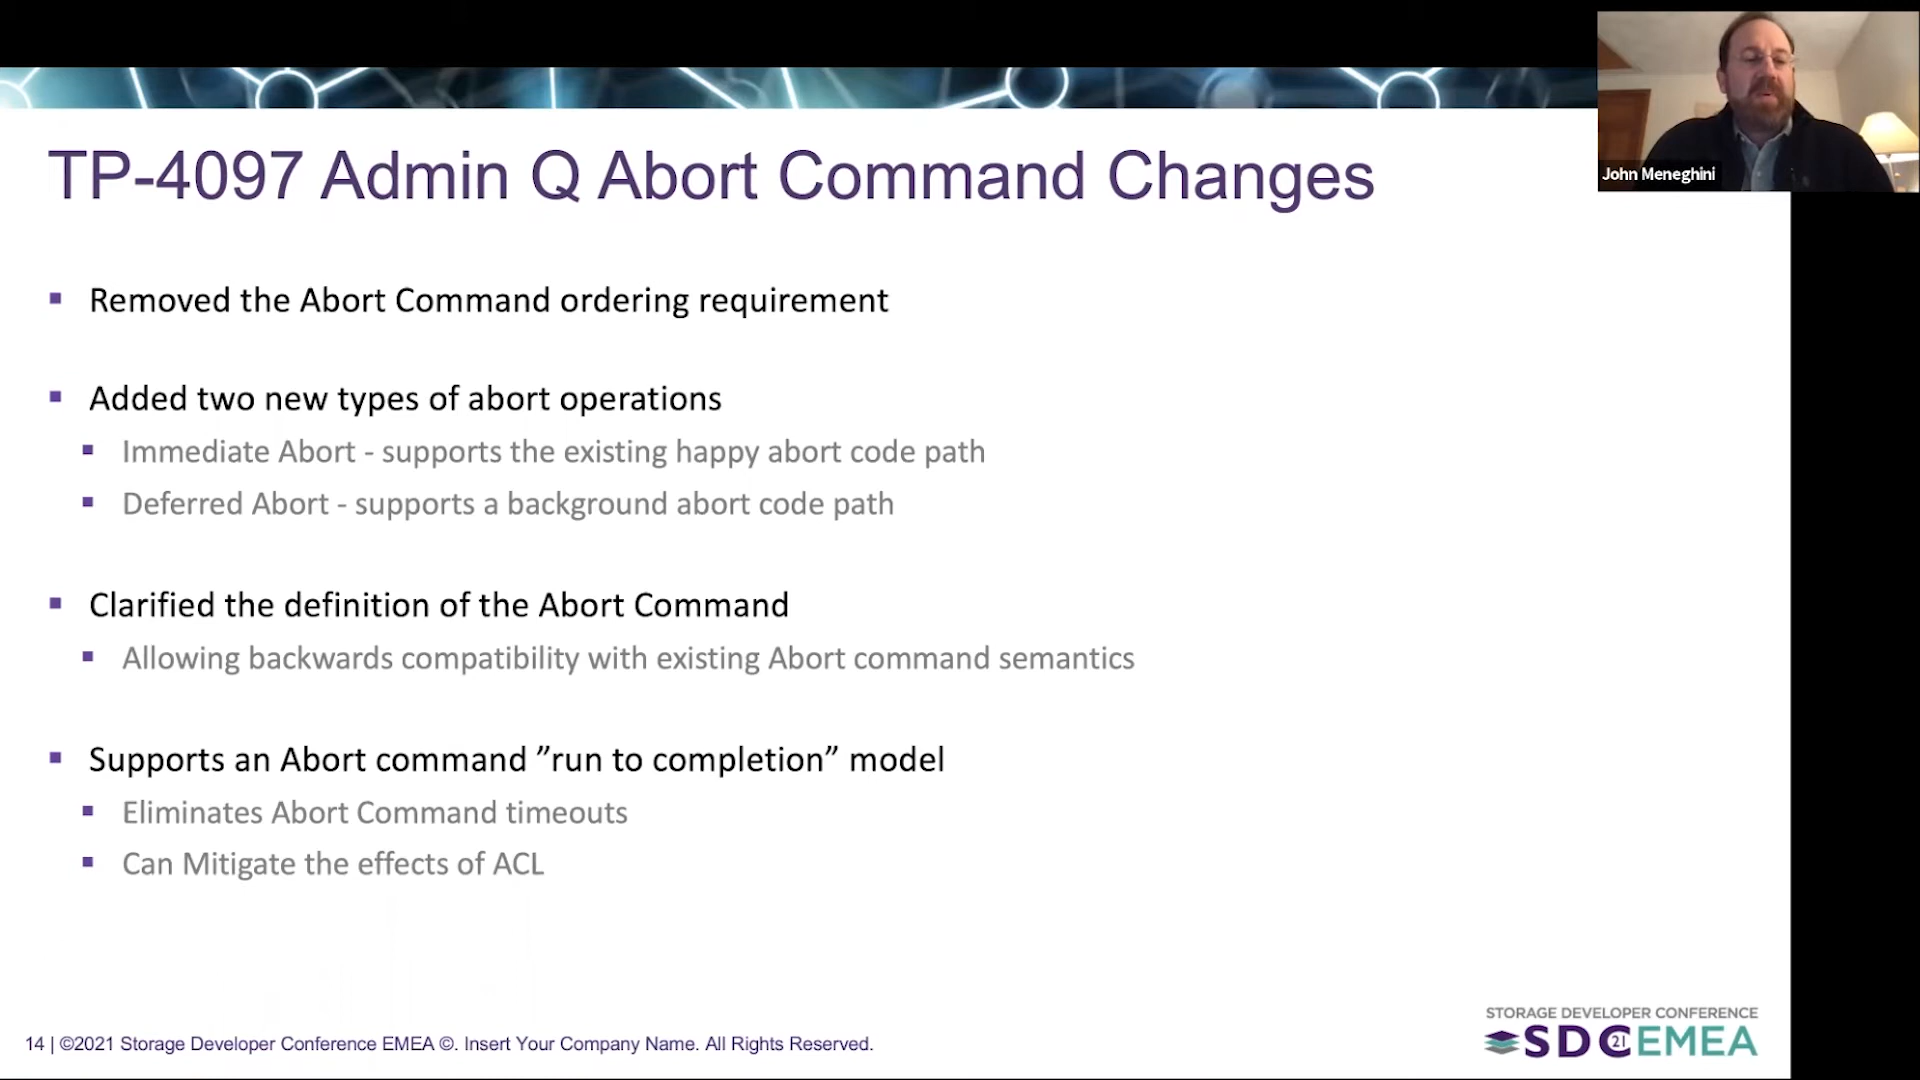 TP-4097 Admin Q Abort Command Changes
John Meneghini
▪ Removed the Abort Command ordering requirement
▪ Added two new types of abort operations
▪ Immediate Abort - supports the existing happy abort code path
▪ Deferred Abort - supports a background abort code path
▪ Clarified the definition of the Abort Command
▪ Allowing backwards compatibility with existing Abort command semantics
▪ Supports an Abort command ”run to completion” model
▪ Eliminates Abort Command timeouts
▪ Can Mitigate the effects of ACL
14 | ©2021 Storage Developer Conference EMEA ©. Insert Your Company Name. All Rights Reserved.
STORAGE DEVELOPER CONFERENCE
SDC 21 EMEA